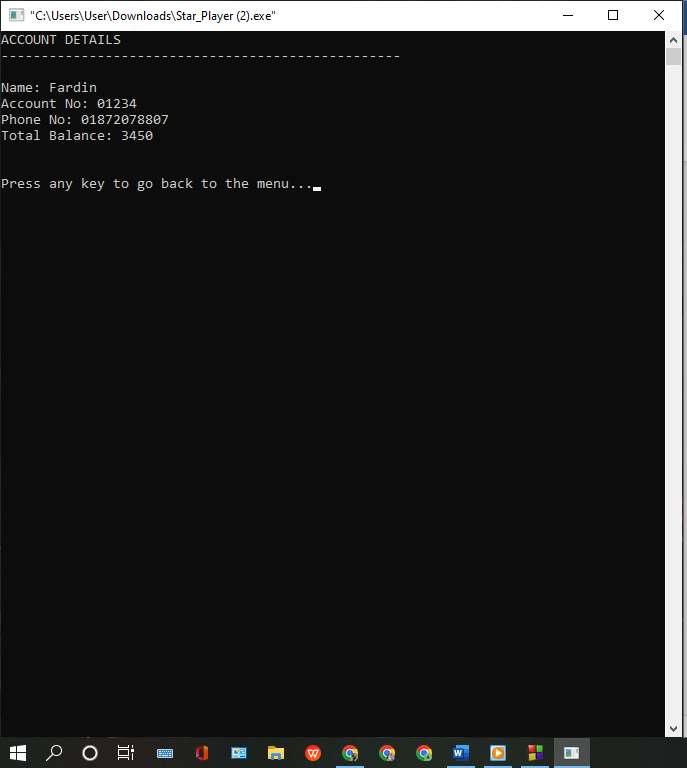 "C:\Users\User\Downloads\Star_Player (2).exe"
ACCOUNT DETAILS
--------------------------------------------------
Name: Fardin
Account No: 01234
Phone No: 01872078807
Total Balance: 3450
Press any key to go back to the menu...